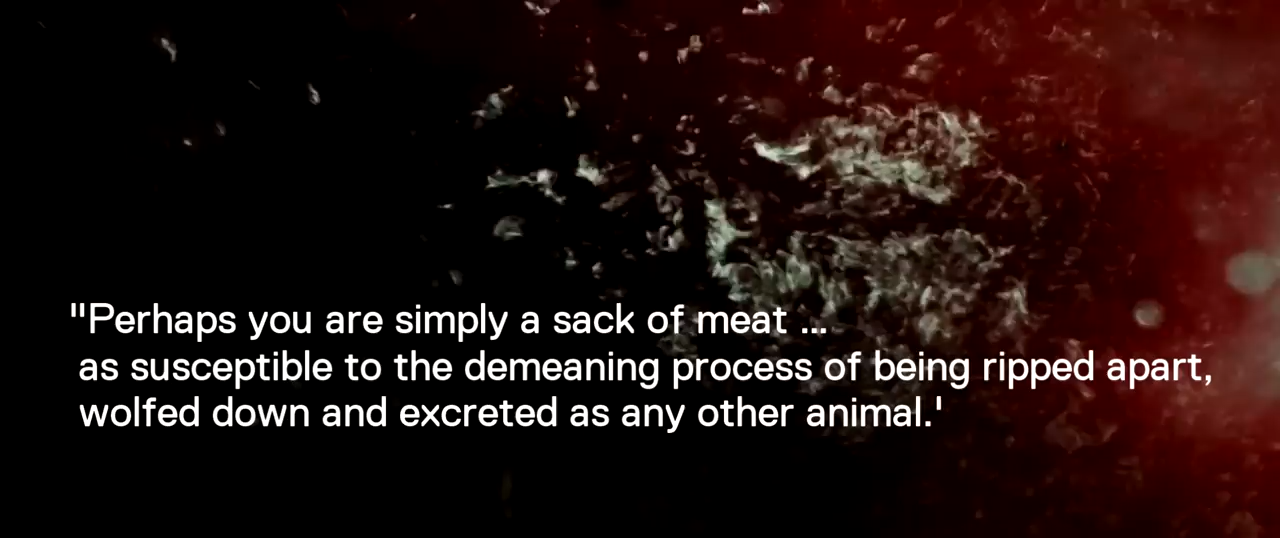 "Perhaps you are simply a sack of meat ...
as susceptible to the demeaning process of being ripped apart,
wolfed down and excreted as any other animal.'